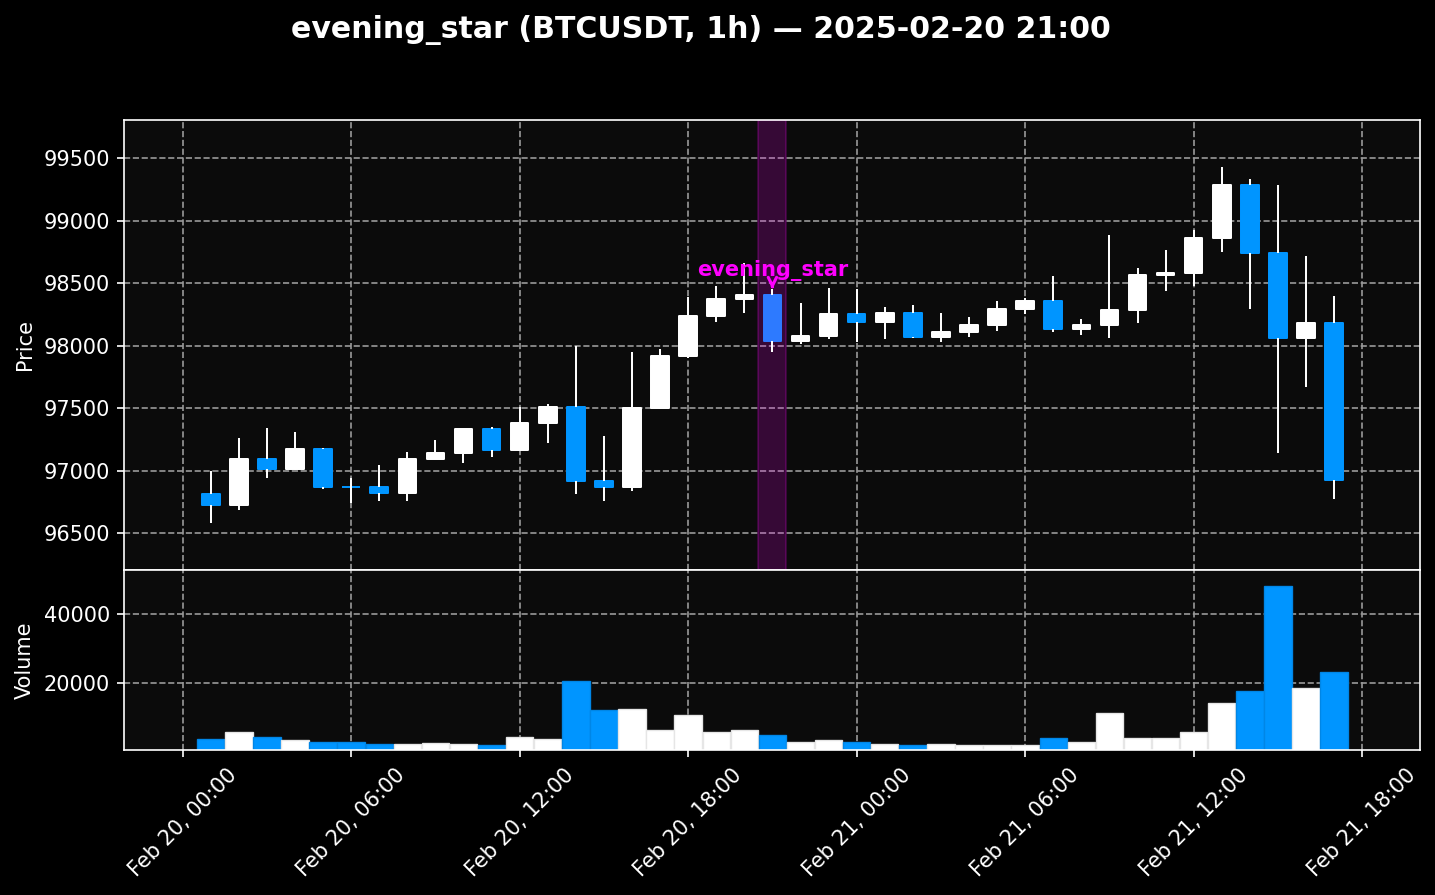 evening_star (BTCUSDT, 1h) — 2025-02-20 21:00
99500
99000
98500
98000
97500
97000
96500
Price
evening_star
40000
20000
Volume
Feb 20, 00:00
Feb 20, 06:00
Feb 20, 12:00
Feb 20, 18:00
Feb 21, 00:00
Feb 21, 06:00
Feb 21, 12:00
Feb 21, 18:00